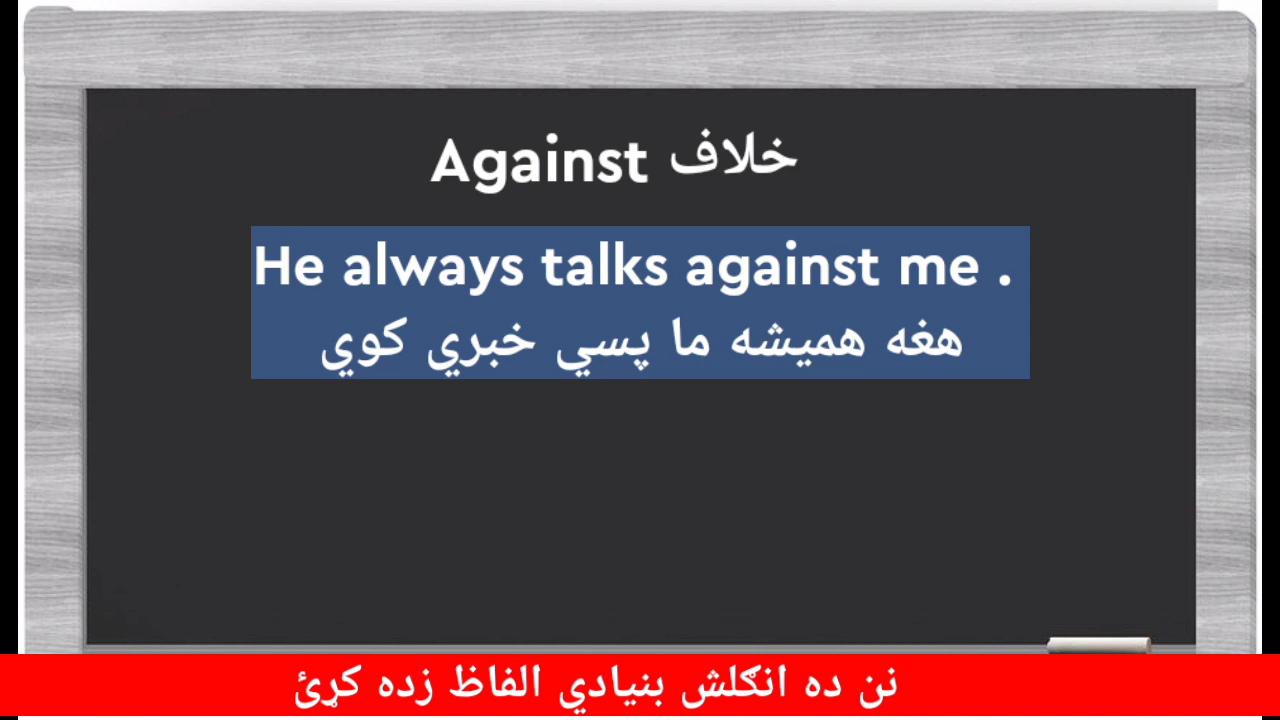 Against خلاف
He always talks against me .
هغه همیشه ما پسي خبري کوي
نن ده انګلش بنیادي الفاظ زده کړئ